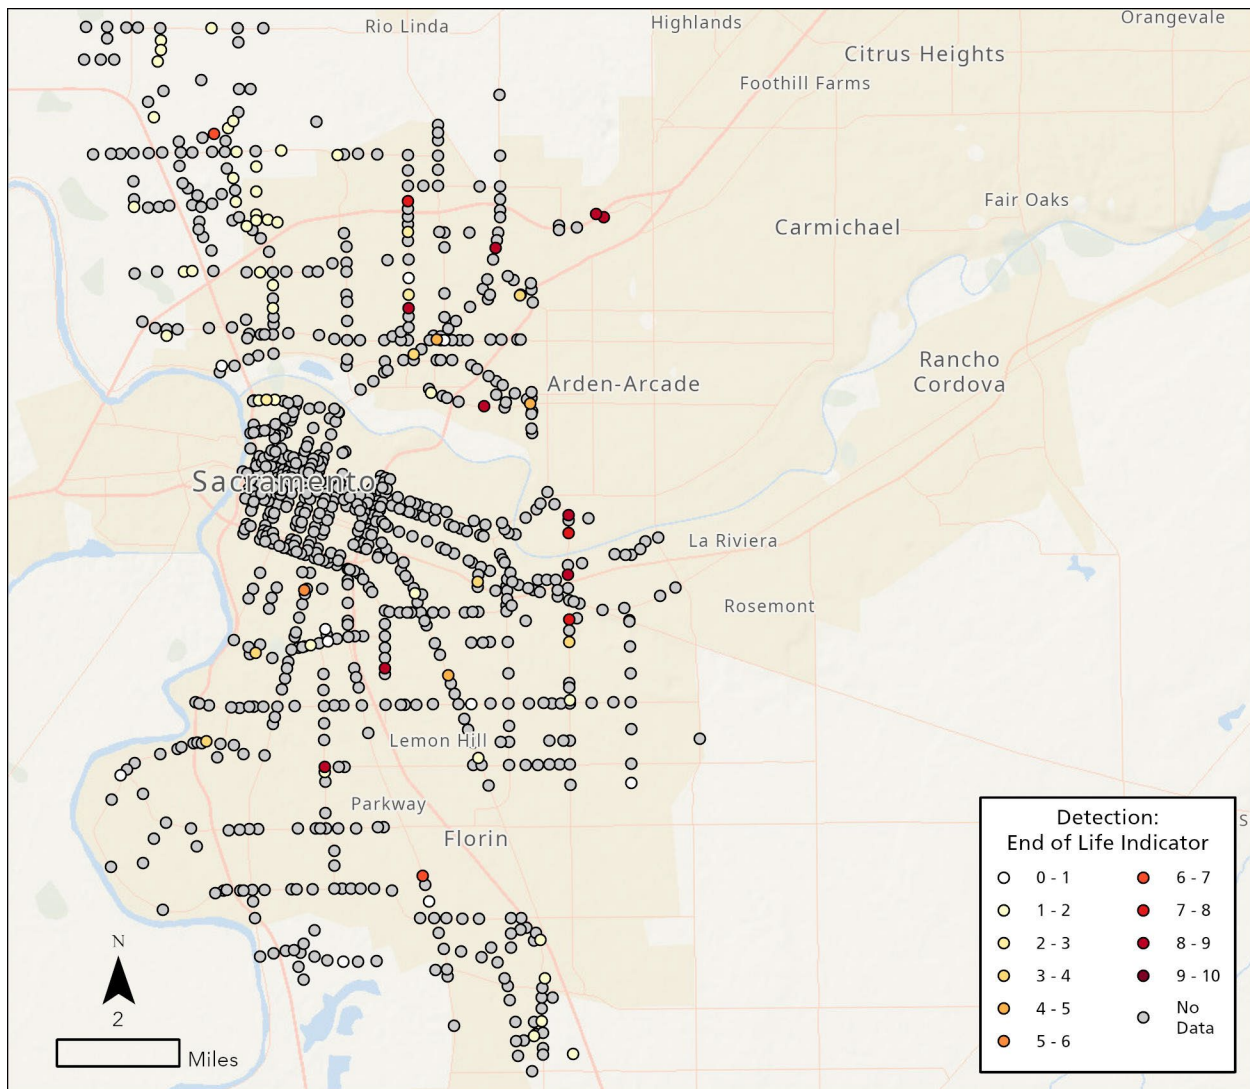 Rio Linda
Highlands
Orangevale
Citrus Heights
Foothill Farms
Fair Oaks
Carmichael
Rancho
Cordova
Arden-Arcade
Sacramento
La Riviera
Rosemont
Lemon Hill
Parkway
Florin
S
Detection:
End of Life Indicator
0 - 1
1 - 2
2 - 3
3 - 4
4 - 5
5 - 6
6 - 7
7 - 8
8 - 9
9 - 10
No
Data
N
2
Miles